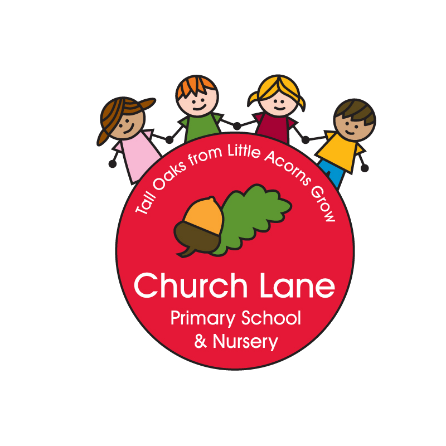 Tall Oaks from Little Acorns Grow
Church Lane
Primary School
& Nursery